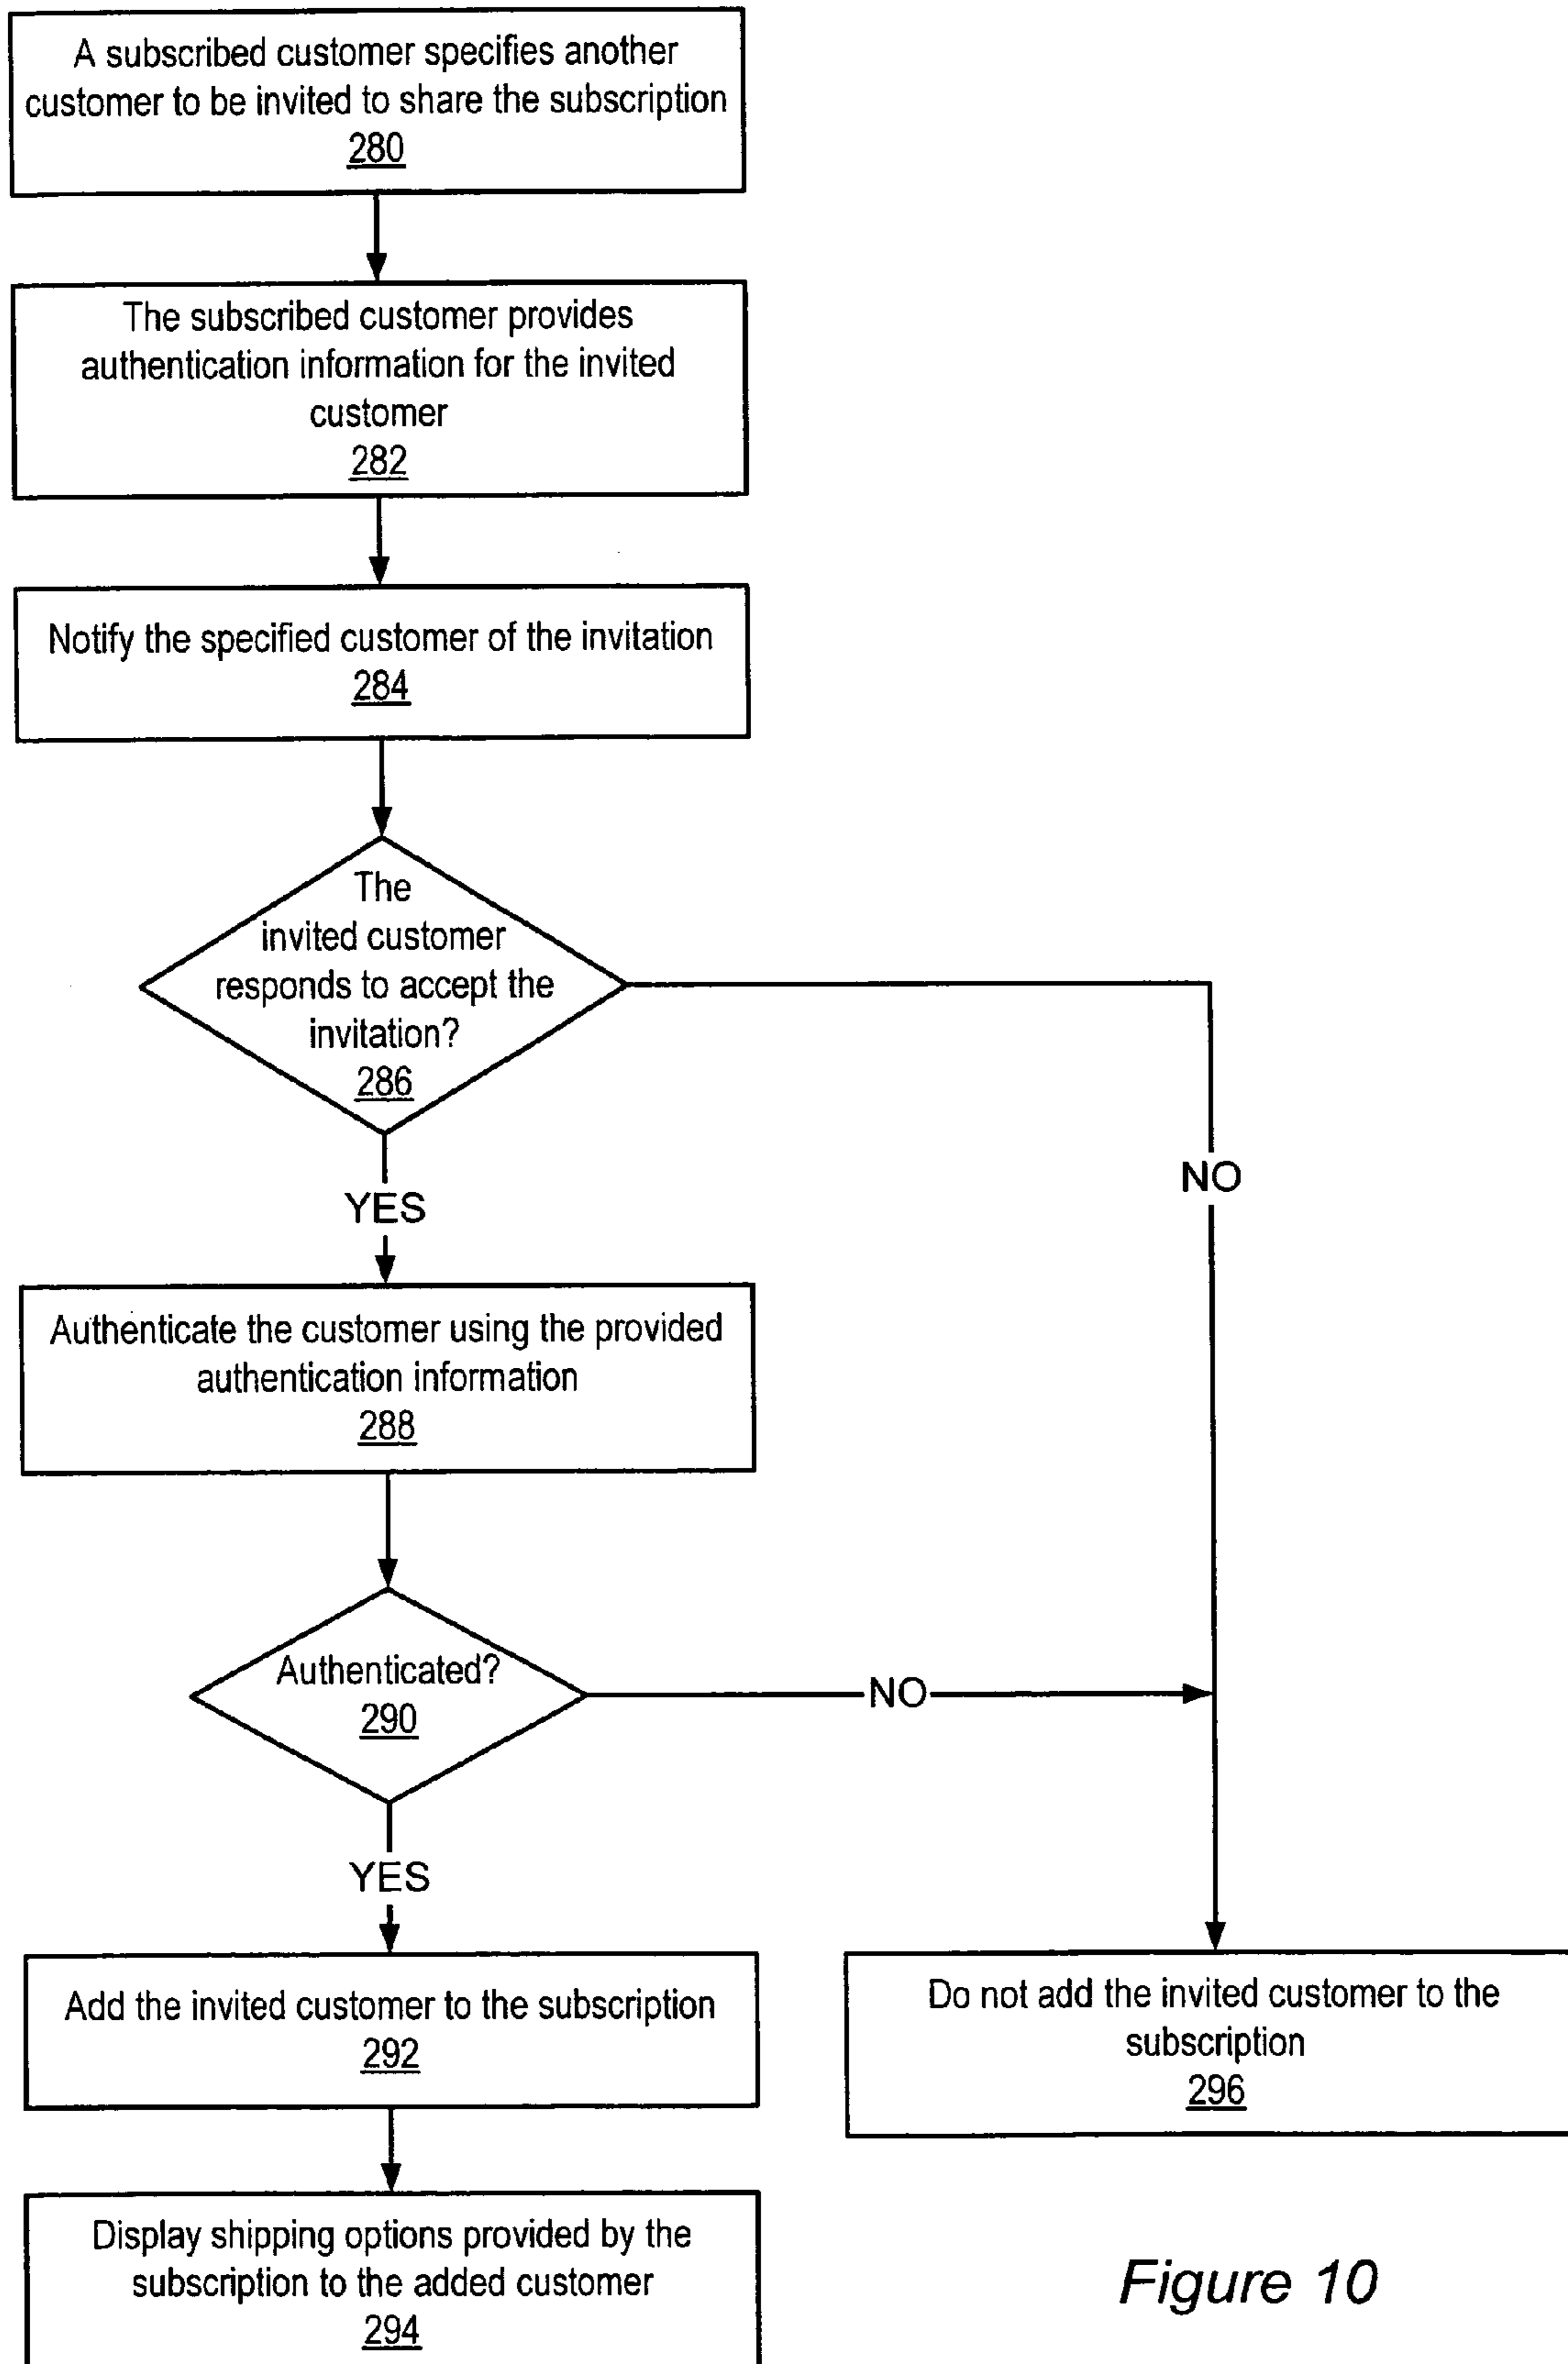 A subscribed customer specifies another
customer to be invited to share the subscription
280
The subscribed customer provides
authentication information for the invited
customer
282
Notify the specified customer of the invitation
284
The
invited customer
responds to accept the
invitation?
286
NO
YES
Authenticate the customer using the provided
authentication information
288
Authenticated?
290
NO
YES
Add the invited customer to the subscription
292
Do not add the invited customer to the
subscription
296
Display shipping options provided by the
subscription to the added customer
294
Figure 10